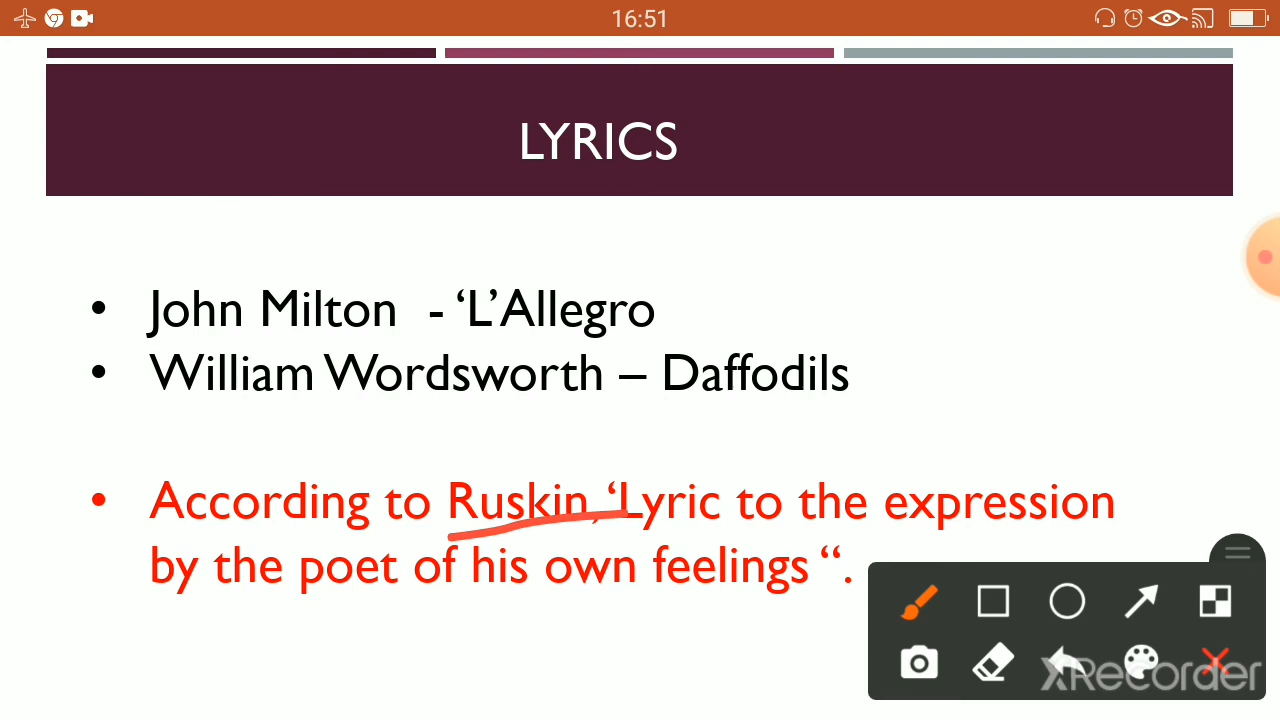 16:51
LYRICS
• John Milton - ‘L’Allegro
• William Wordsworth – Daffodils
• According to Ruskin, ‘Lyric to the expression
by the poet of his own feelings “.
XRecorder